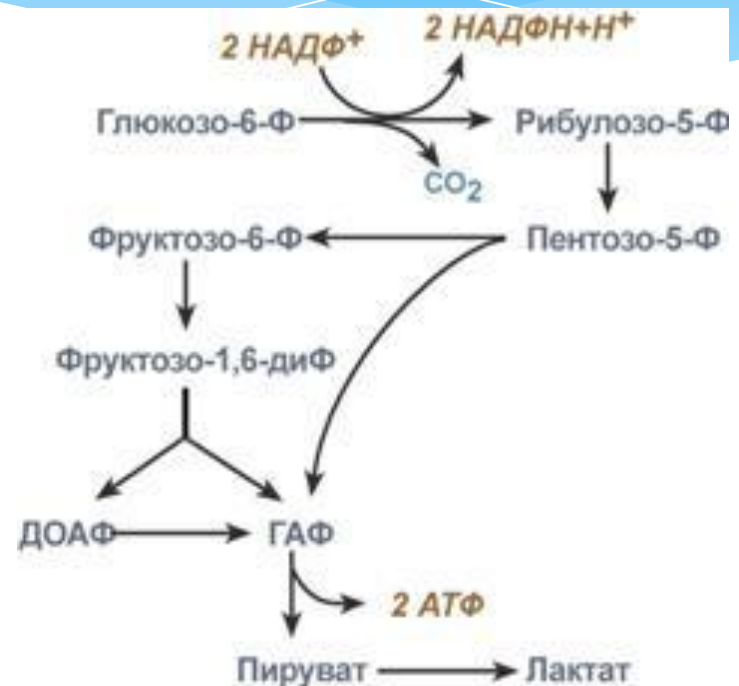 2 НАДФ⁺ 2 НАДФН+Н⁺
Глюкозо-6-Ф Рибулозо-5-Ф
CO₂
Фруктозо-6-Ф Пентозо-5-Ф
Фруктозо-1,6-диФ
ДОАФ ГАФ
2 АТФ
Пируват Лактат